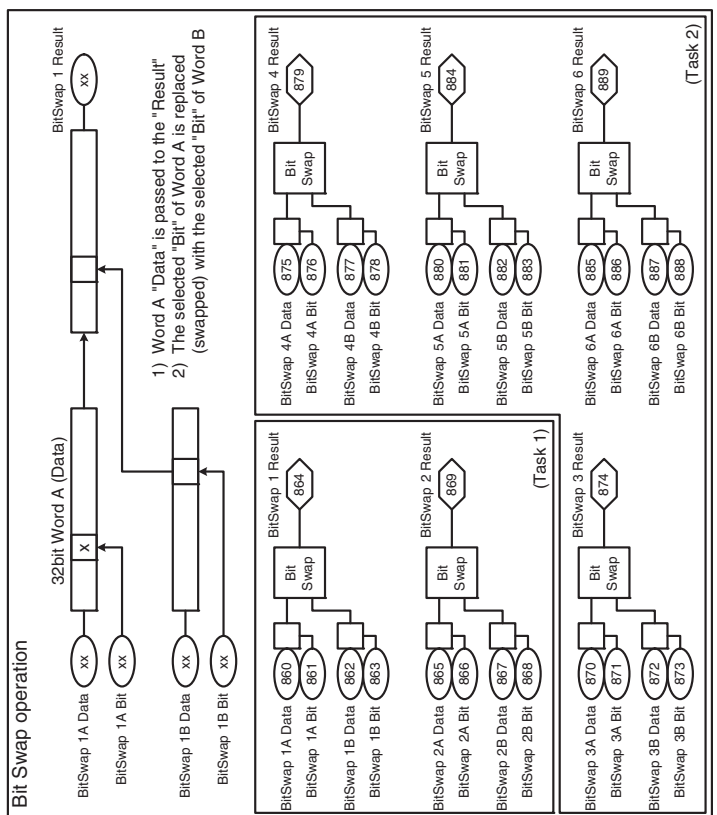 Bit Swap operation
32bit Word A (Data)
BitSwap 1A Data
xx
x
BitSwap 1 Result
xx
BitSwap 1A Bit
xx
BitSwap 1B Data
xx
BitSwap 1B Bit
xx
1) Word A "Data" is passed to the "Result"
2) The selected "Bit" of Word A is replaced
(swapped) with the selected "Bit" of Word B
BitSwap 1A Data
860
BitSwap 1A Bit
861
BitSwap 1B Data
862
BitSwap 1B Bit
863
Bit
Swap
BitSwap 1 Result
864
BitSwap 2A Data
865
BitSwap 2A Bit
866
BitSwap 2B Data
867
BitSwap 2B Bit
868
Bit
Swap
BitSwap 2 Result
869
(Task 1)
BitSwap 3A Data
870
BitSwap 3A Bit
871
BitSwap 3B Data
872
BitSwap 3B Bit
873
Bit
Swap
BitSwap 3 Result
874
BitSwap 4A Data
875
BitSwap 4A Bit
876
BitSwap 4B Data
877
BitSwap 4B Bit
878
Bit
Swap
BitSwap 4 Result
879
BitSwap 5A Data
880
BitSwap 5A Bit
881
BitSwap 5B Data
882
BitSwap 5B Bit
883
Bit
Swap
BitSwap 5 Result
884
BitSwap 6A Data
885
BitSwap 6A Bit
886
BitSwap 6B Data
887
BitSwap 6B Bit
888
Bit
Swap
BitSwap 6 Result
889
(Task 2)